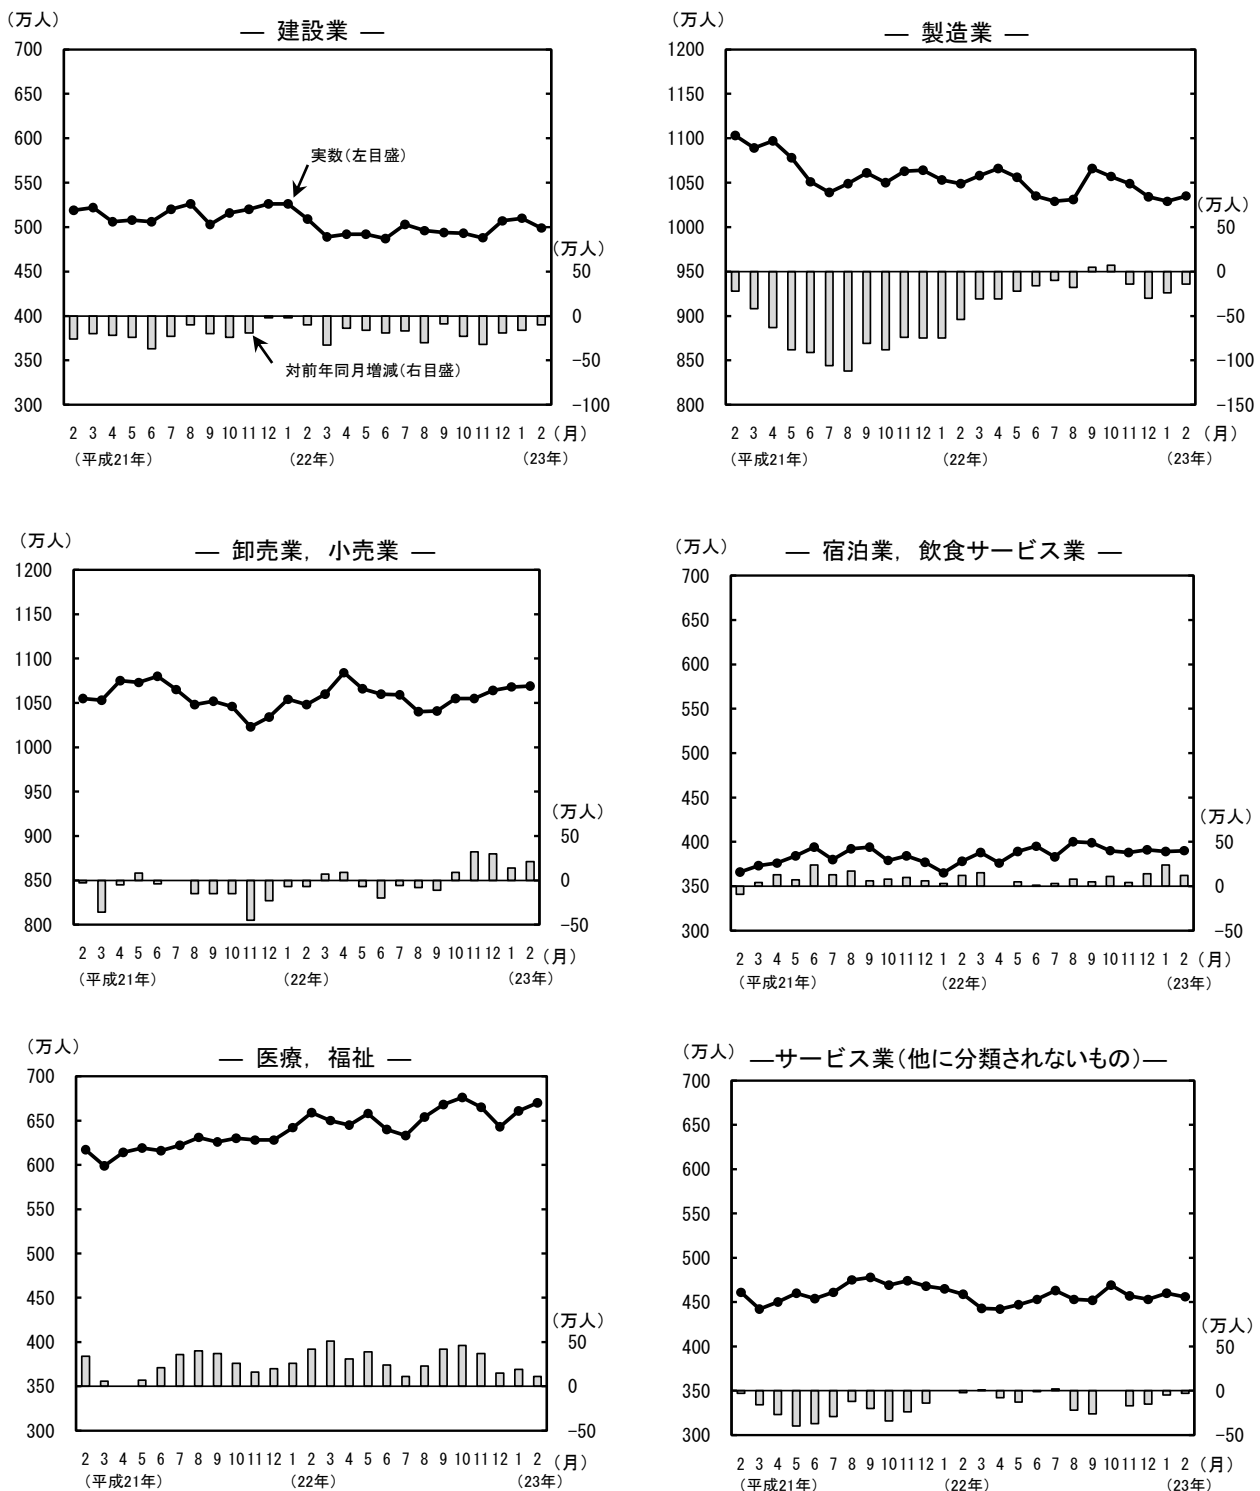 (万人)
― 建設業 ―
700
650
600
550
500
450
400
350
300
実数(左目盛)
対前年同月増減(右目盛)
(万人)
50
0
-50
-100
2 3 4 5 6 7 8 9 10 11 12 1 2 3 4 5 6 7 8 9 10 11 12 1 2 (月)
(平成21年) (22年) (23年)
(万人)
― 製造業 ―
1200
1150
1100
1050
1000
950
900
850
800
(万人)
50
0
-50
-100
-150
2 3 4 5 6 7 8 9 10 11 12 1 2 3 4 5 6 7 8 9 10 11 12 1 2 (月)
(平成21年) (22年) (23年)
(万人)
― 卸売業,小売業 ―
1200
1150
1100
1050
1000
950
900
850
800
(万人)
50
0
-50
2 3 4 5 6 7 8 9 10 11 12 1 2 3 4 5 6 7 8 9 10 11 12 1 2 (月)
(平成21年) (22年) (23年)
(万人)
― 宿泊業,飲食サービス業 ―
700
650
600
550
500
450
400
350
300
(万人)
50
0
-50
2 3 4 5 6 7 8 9 10 11 12 1 2 3 4 5 6 7 8 9 10 11 12 1 2 (月)
(平成21年) (22年) (23年)
(万人)
― 医療,福祉 ―
700
650
600
550
500
450
400
350
300
(万人)
50
0
-50
2 3 4 5 6 7 8 9 10 11 12 1 2 3 4 5 6 7 8 9 10 11 12 1 2 (月)
(平成21年) (22年) (23年)
(万人)
―サービス業(他に分類されないもの)―
700
650
600
550
500
450
400
350
300
(万人)
50
0
-50
2 3 4 5 6 7 8 9 10 11 12 1 2 3 4 5 6 7 8 9 10 11 12 1 2 (月)
(平成21年) (22年) (23年)